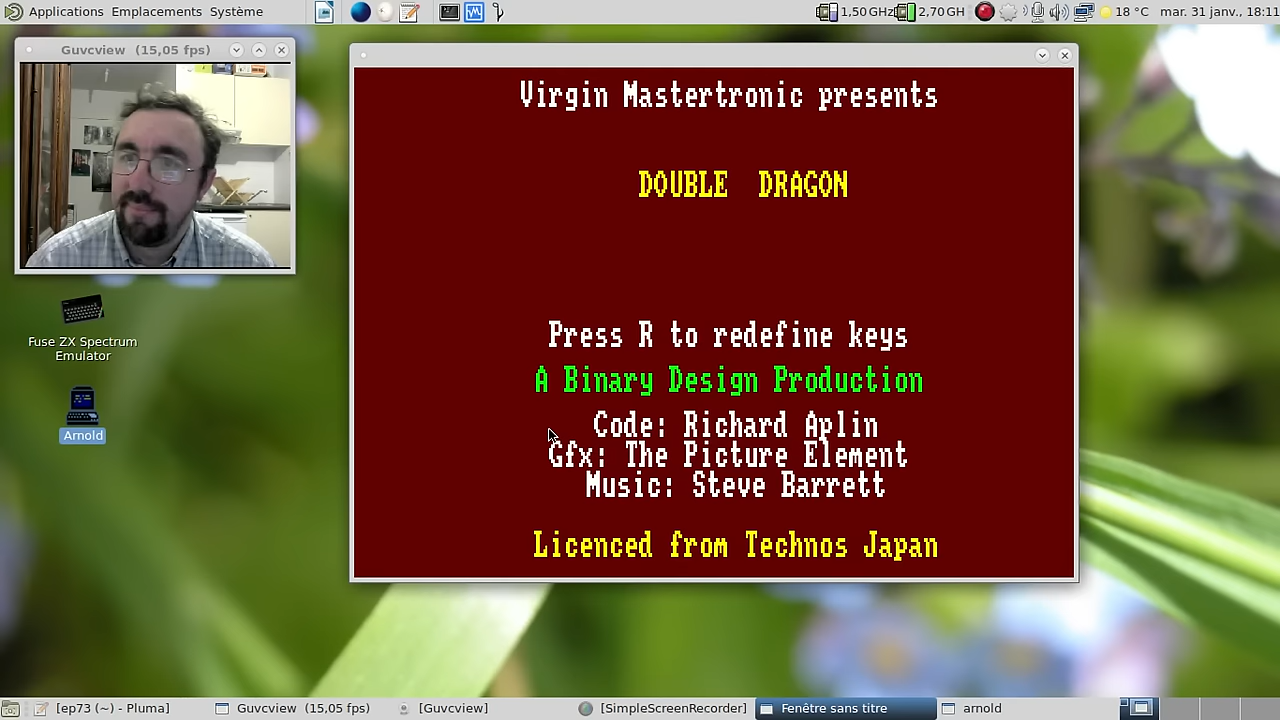 Applications Emplacements Système
1,50 GHz 2,70 GH 18 °C mar. 31 janv., 18:11
Guvcview (15,05 fps)
Virgin Mastertronic presents
DOUBLE DRAGON
Press R to redefine keys
A Binary Design Production
Code: Richard Aplin
Gfx: The Picture Element
Music: Steve Barrett
Licenced from Technos Japan
Fuse ZX Spectrum
Emulator
Arnold
[ep73 (~) - Pluma] Guvcview (15,05 fps) [Guvcview] [SimpleScreenRecorder] Fenêtre sans titre arnold